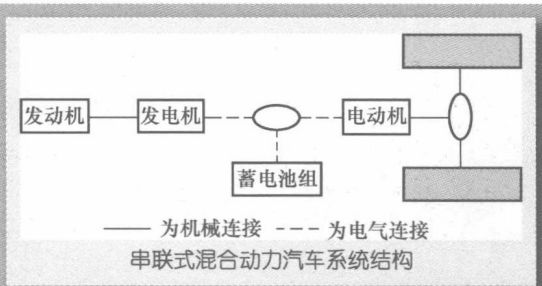 发动机 发电机 电动机
蓄电池组
—— 为机械连接 --- 为电气连接
串联式混合动力汽车系统结构